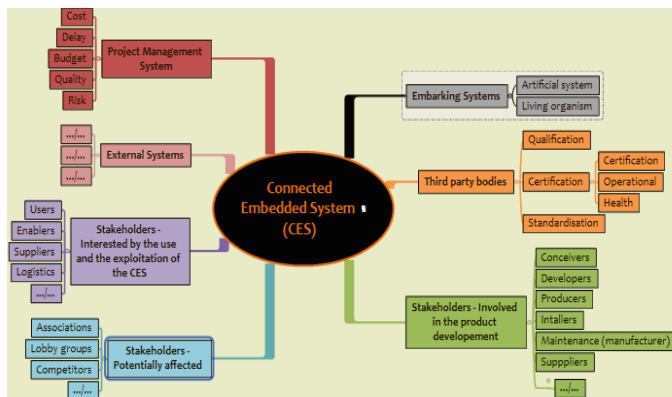 Cost
Delay
Budget
Quality
Risk
Project Management
System
.../...
.../...
.../...
External Systems
Users
Enablers
Suppliers
Logistics
.../...
Stakeholders -
Interested by the use
and the exploitation of
the CES
Associations
Lobby groups
Competitors
.../...
Stakeholders -
Potentially affected
Connected
Embedded System
(CES)
Embarking Systems
Artificial system
Living organism
Third party bodies
Qualification
Certification
Certification
Operational
Health
Standardisation
Stakeholders - Involved
in the product
developement
Conceivers
Developers
Producers
Intallers
Maintenance (manufacturer)
Supppliers
.../...